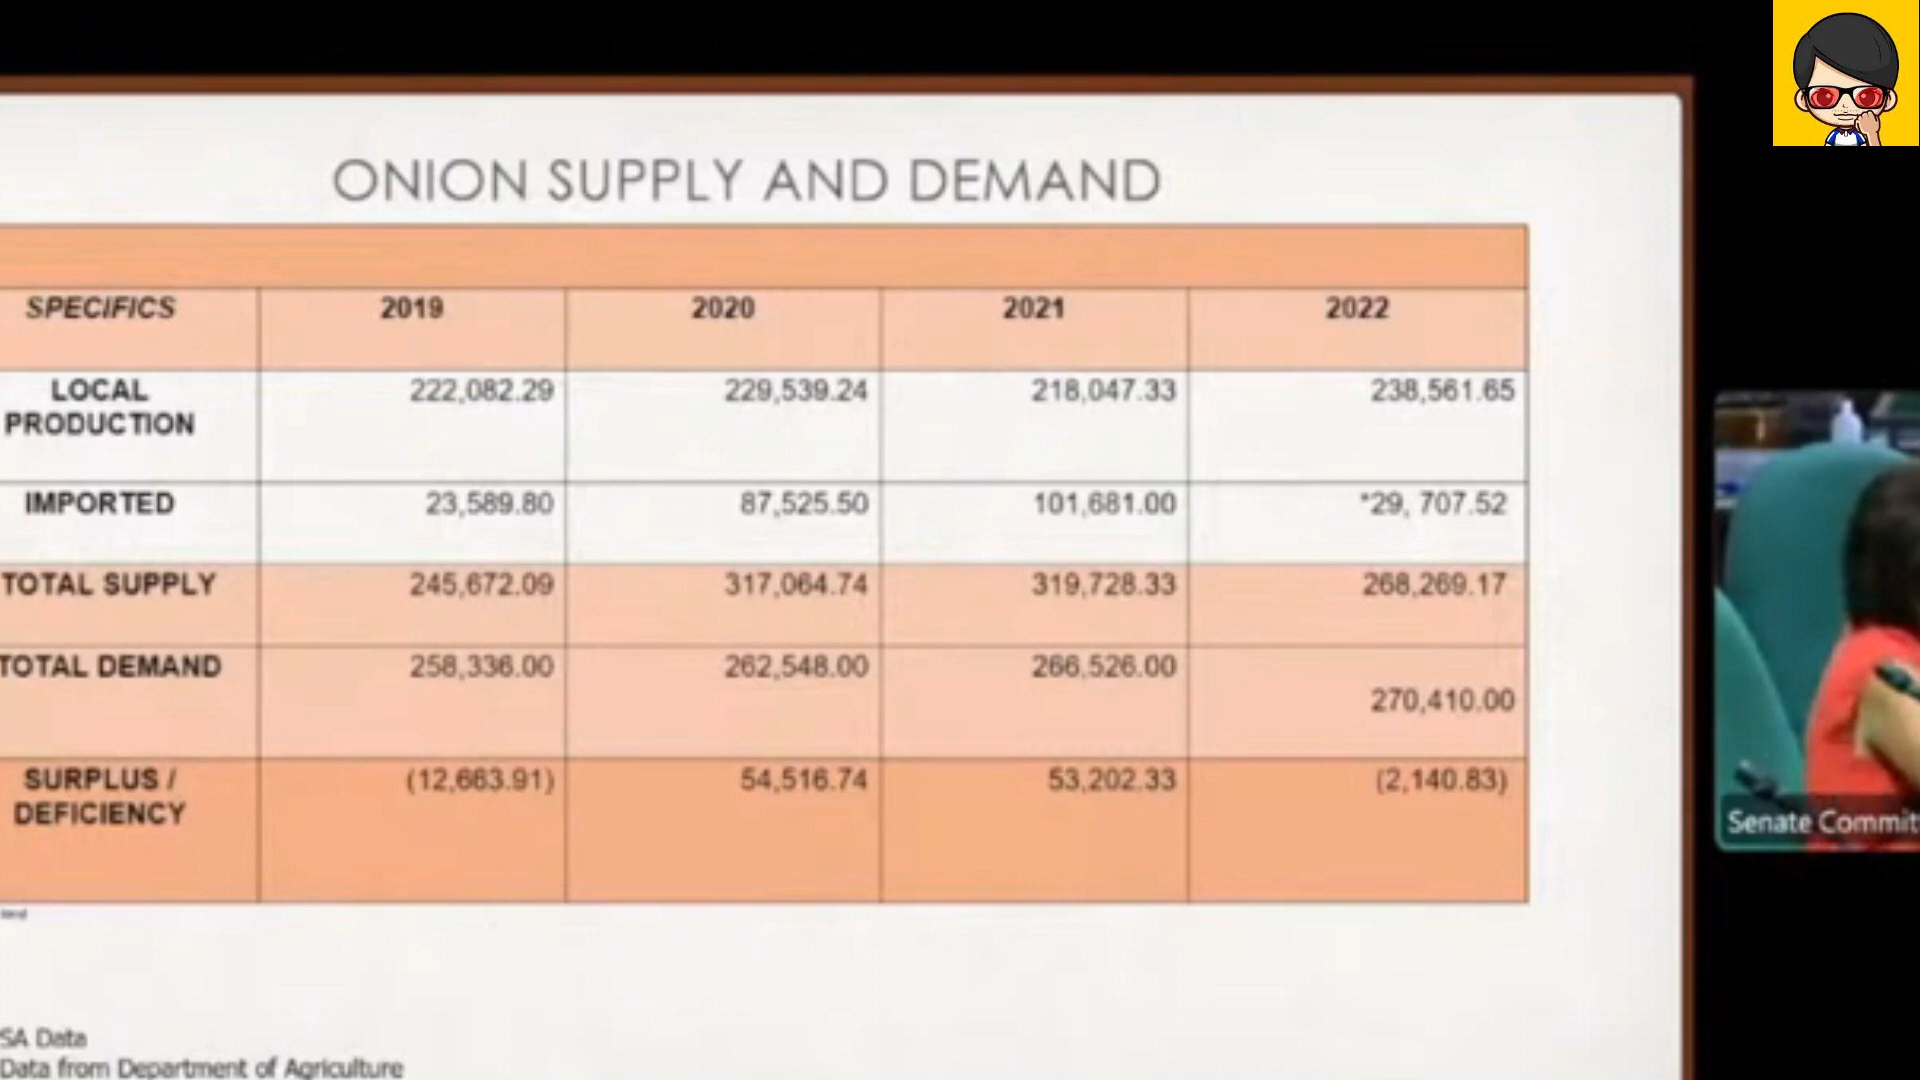 ONION SUPPLY AND DEMAND
SPECIFICS 2019 2020 2021 2022
LOCAL PRODUCTION 222,082.29 229,539.24 218,047.33 238,561.65
IMPORTED 23,589.80 87,525.50 101,681.00 *29, 707.52
TOTAL SUPPLY 245,672.09 317,064.74 319,728.33 268,269.17
TOTAL DEMAND 258,336.00 262,548.00 266,526.00 270,410.00
SURPLUS / DEFICIENCY (12,663.91) 54,516.74 53,202.33 (2,140.83)
SA Data
Data from Department of Agriculture
Senate Commit